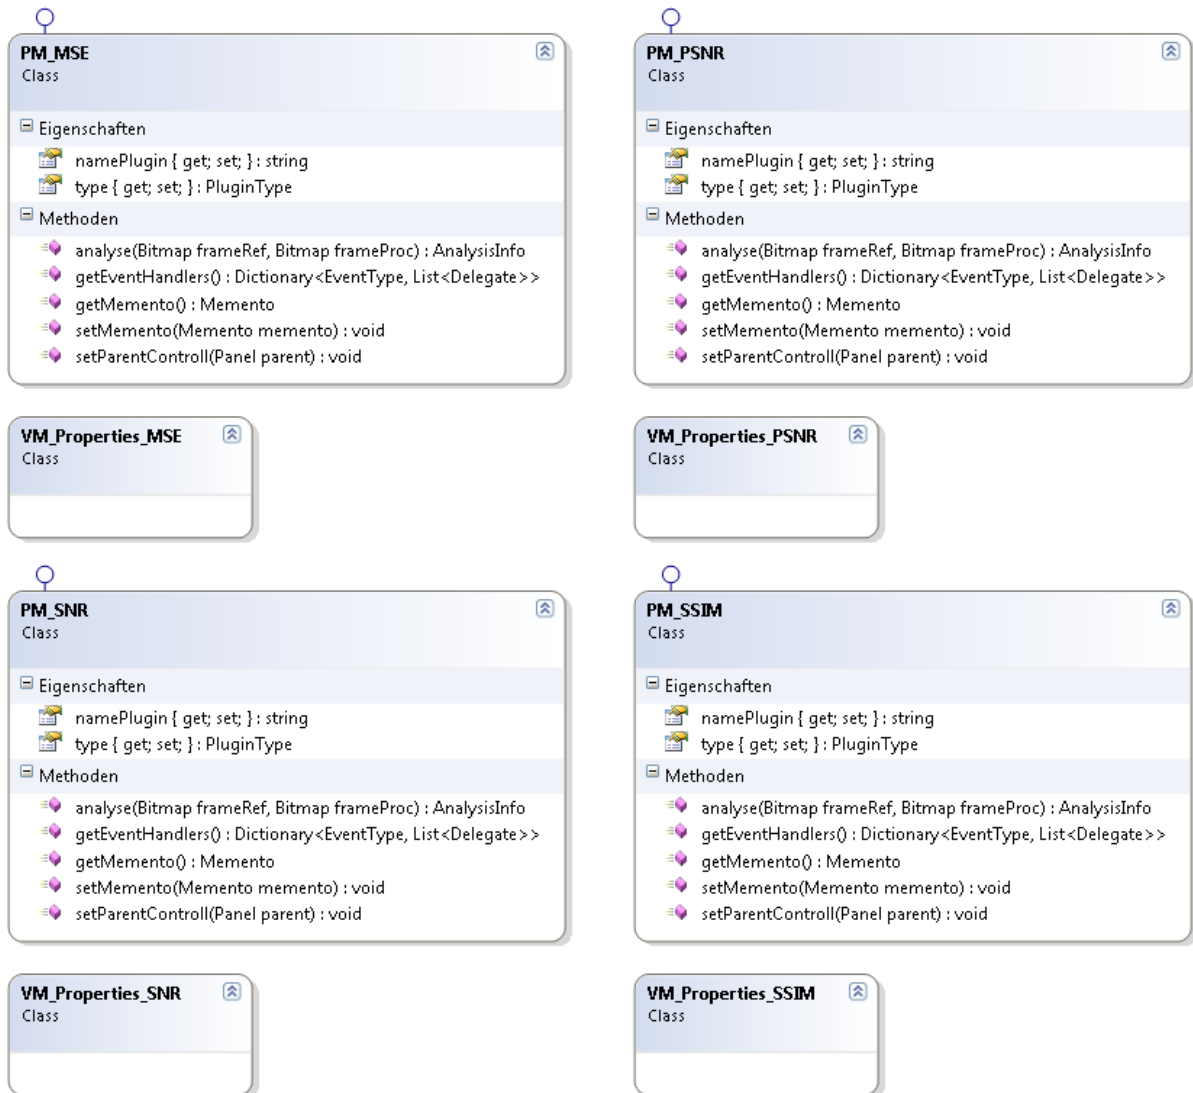 PM_MSE
Class
Eigenschaften
namePlugin { get; set; } : string
type { get; set; } : PluginType
Methoden
analyse(Bitmap frameRef, Bitmap frameProc) : AnalysisInfo
getEventHandlers() : Dictionary<EventType, List<Delegate>>
getMemento() : Memento
setMemento(Memento memento) : void
setParentControll(Panel parent) : void
PM_PSNR
Class
Eigenschaften
namePlugin { get; set; } : string
type { get; set; } : PluginType
Methoden
analyse(Bitmap frameRef, Bitmap frameProc) : AnalysisInfo
getEventHandlers() : Dictionary<EventType, List<Delegate>>
getMemento() : Memento
setMemento(Memento memento) : void
setParentControll(Panel parent) : void
VM_Properties_MSE
Class
VM_Properties_PSNR
Class
PM_SNR
Class
Eigenschaften
namePlugin { get; set; } : string
type { get; set; } : PluginType
Methoden
analyse(Bitmap frameRef, Bitmap frameProc) : AnalysisInfo
getEventHandlers() : Dictionary<EventType, List<Delegate>>
getMemento() : Memento
setMemento(Memento memento) : void
setParentControll(Panel parent) : void
PM_SSIM
Class
Eigenschaften
namePlugin { get; set; } : string
type { get; set; } : PluginType
Methoden
analyse(Bitmap frameRef, Bitmap frameProc) : AnalysisInfo
getEventHandlers() : Dictionary<EventType, List<Delegate>>
getMemento() : Memento
setMemento(Memento memento) : void
setParentControll(Panel parent) : void
VM_Properties_SNR
Class
VM_Properties_SSIM
Class